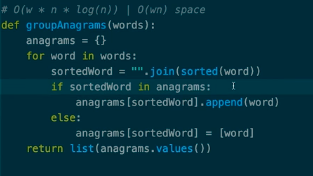 # O(w * n * log(n)) | O(wn) space
def groupAnagrams(words):
    anagrams = {}
    for word in words:
        sortedWord = "".join(sorted(word))
        if sortedWord in anagrams:
            anagrams[sortedWord].append(word)
        else:
            anagrams[sortedWord] = [word]
    return list(anagrams.values())